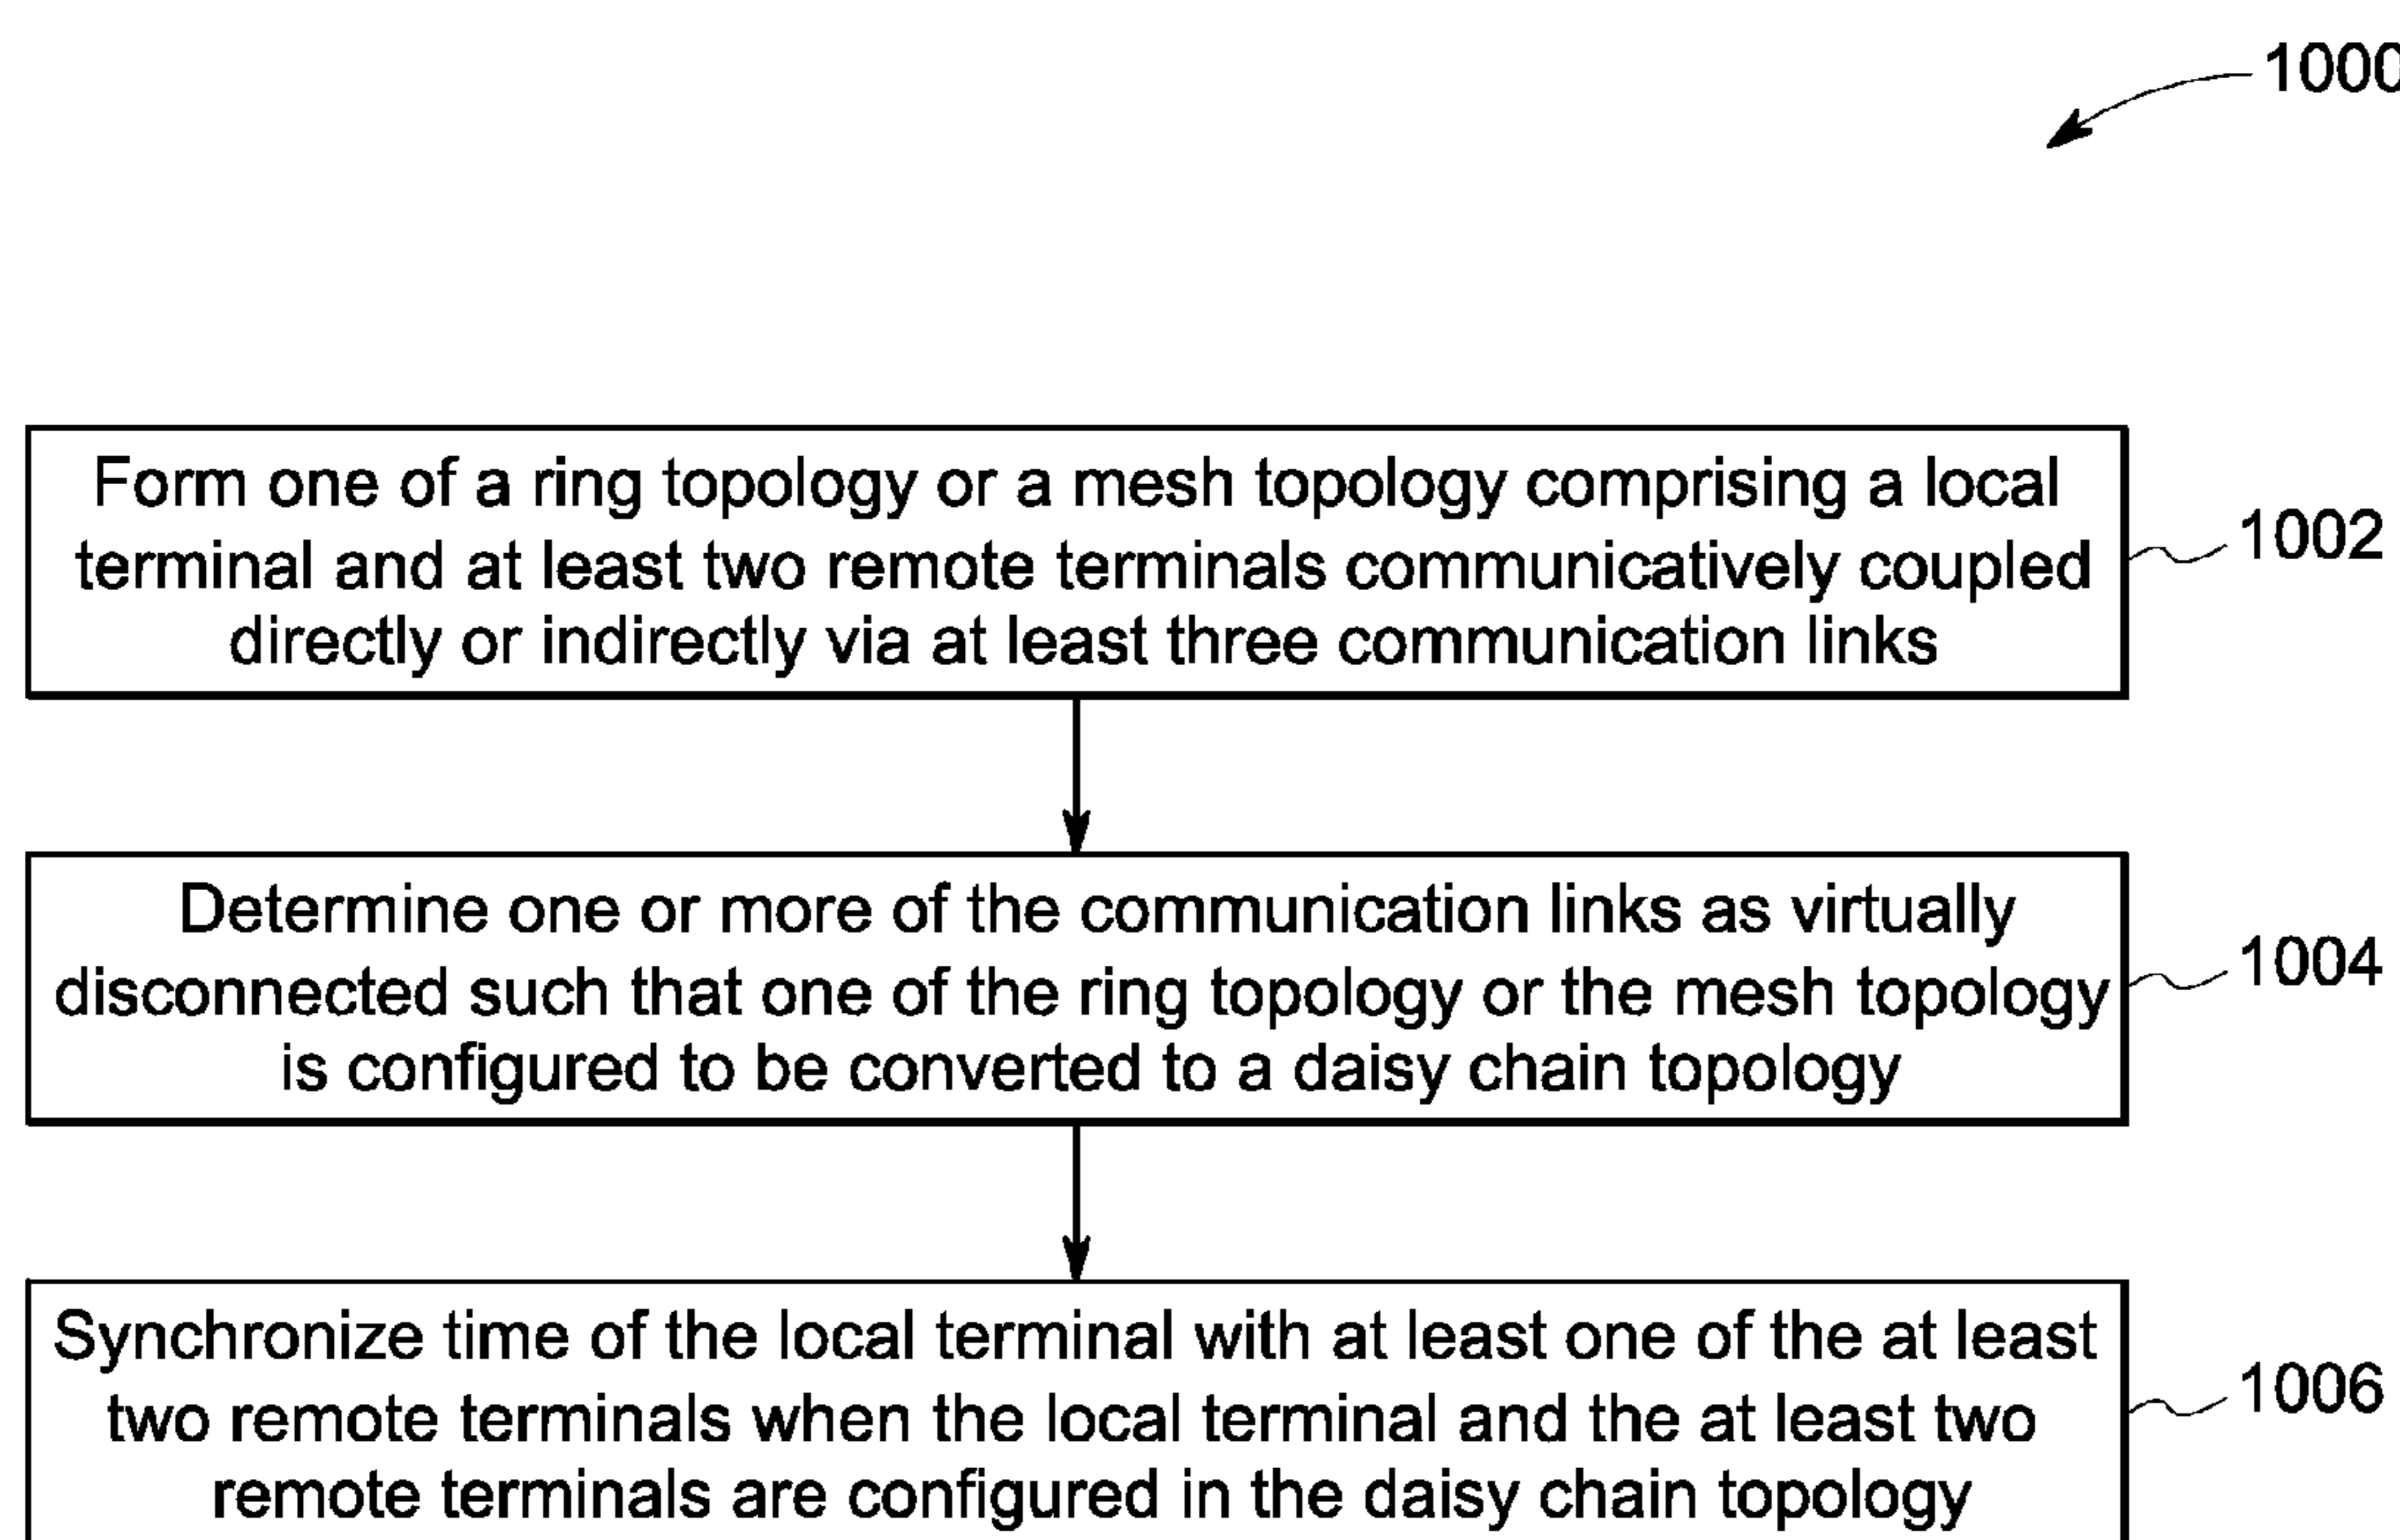 1000
Form one of a ring topology or a mesh topology comprising a local
terminal and at least two remote terminals communicatively coupled
directly or indirectly via at least three communication links
1002
Determine one or more of the communication links as virtually
disconnected such that one of the ring topology or the mesh topology
is configured to be converted to a daisy chain topology
1004
Synchronize time of the local terminal with at least one of the at least
two remote terminals when the local terminal and the at least two
remote terminals are configured in the daisy chain topology
1006